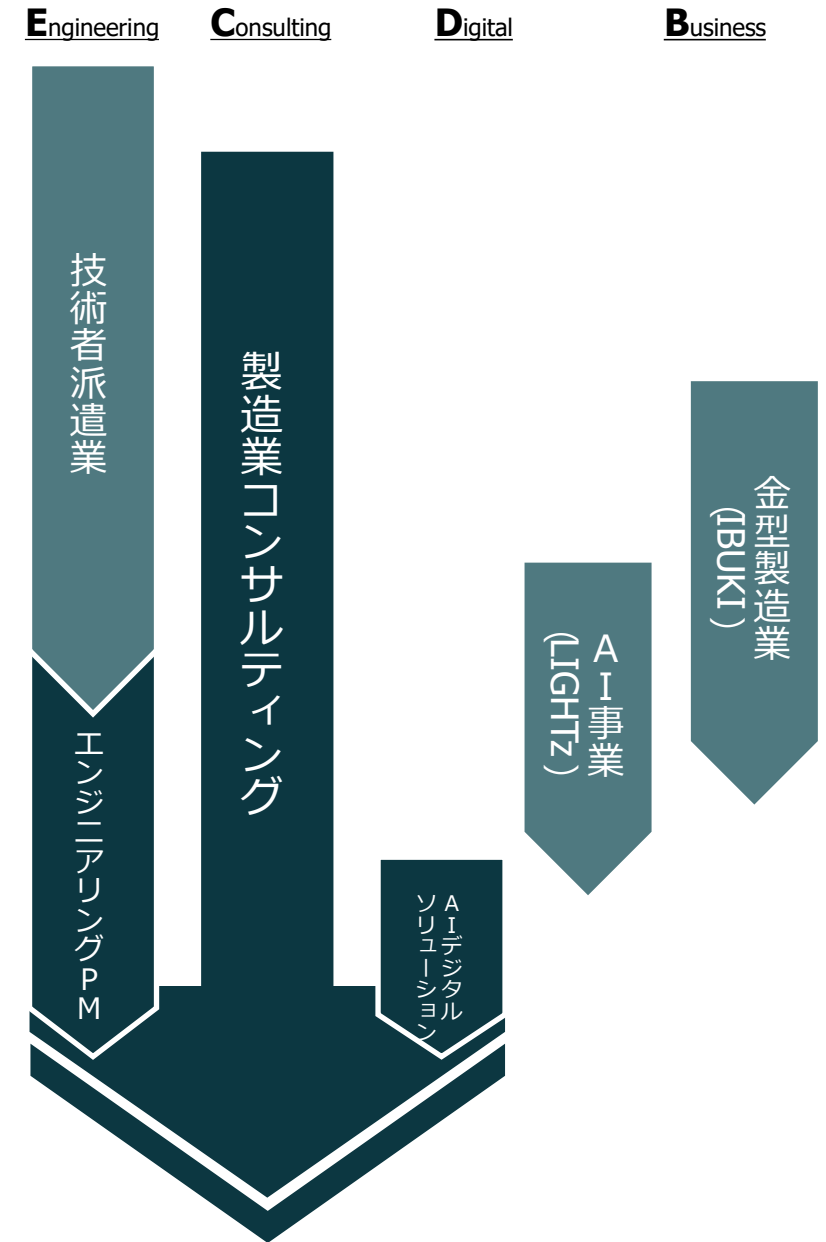 Engineering
Consulting
Digital
Business
技術者派遣業
エンジニアリングPM
製造業コンサルティング
AIデジタル
ソリューション
AI事業
(LIGHTz)
金型製造業
(IBUKI)